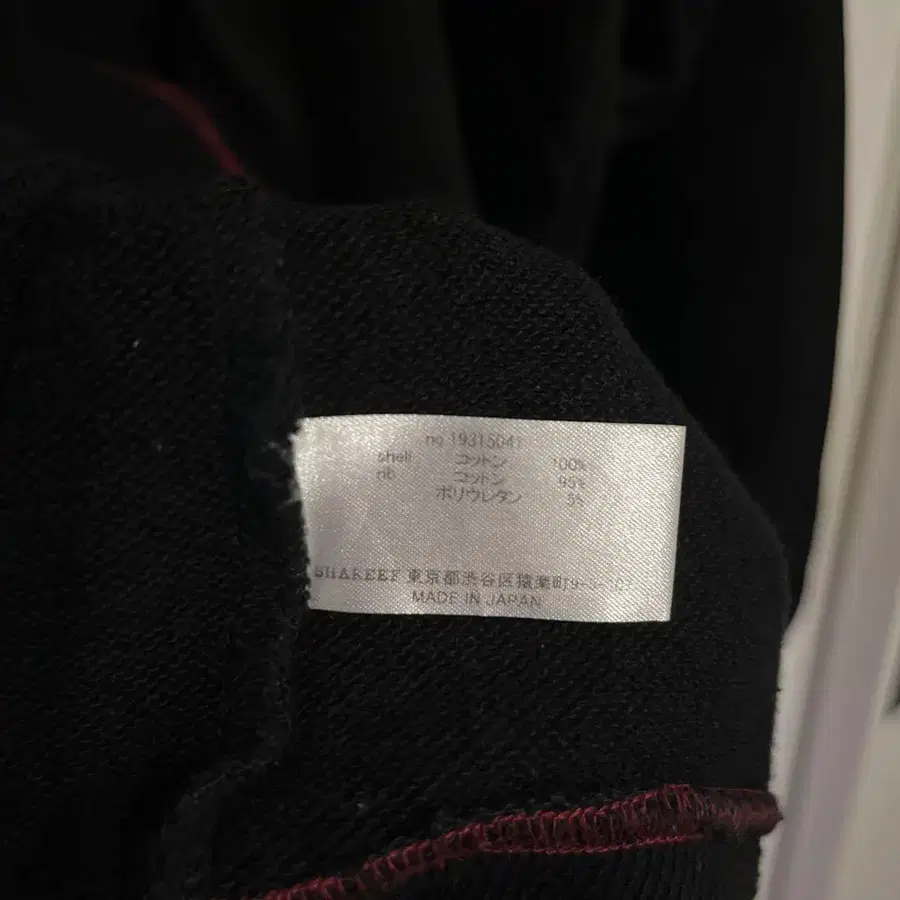 no 19315041
shell コットン 100%
rib コットン 95%
ポリウレタン 5%
SHAREEF 東京都渋谷区猿楽町9-5-107
MADE IN JAPAN